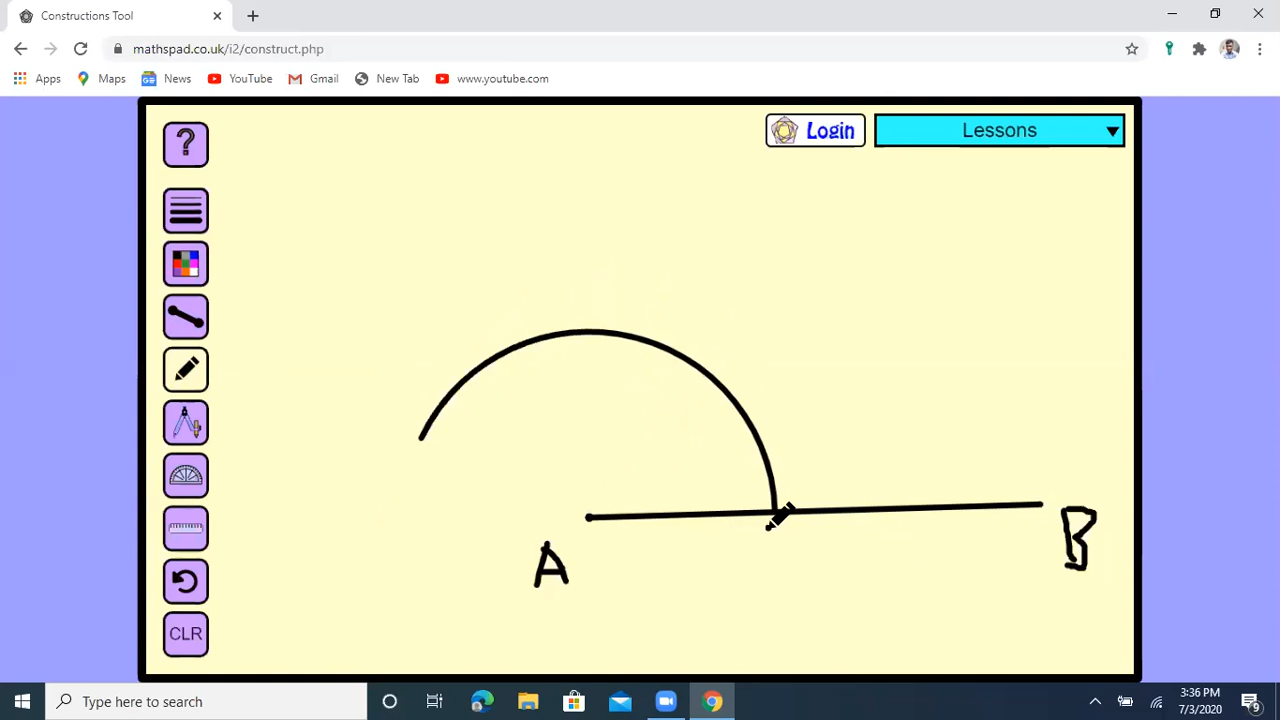 Constructions Tool
mathspad.co.uk/i2/construct.php
Apps Maps News YouTube Gmail New Tab www.youtube.com
? Login Lessons
A
B
CLR
Type here to search
3:36 PM
7/3/2020
9